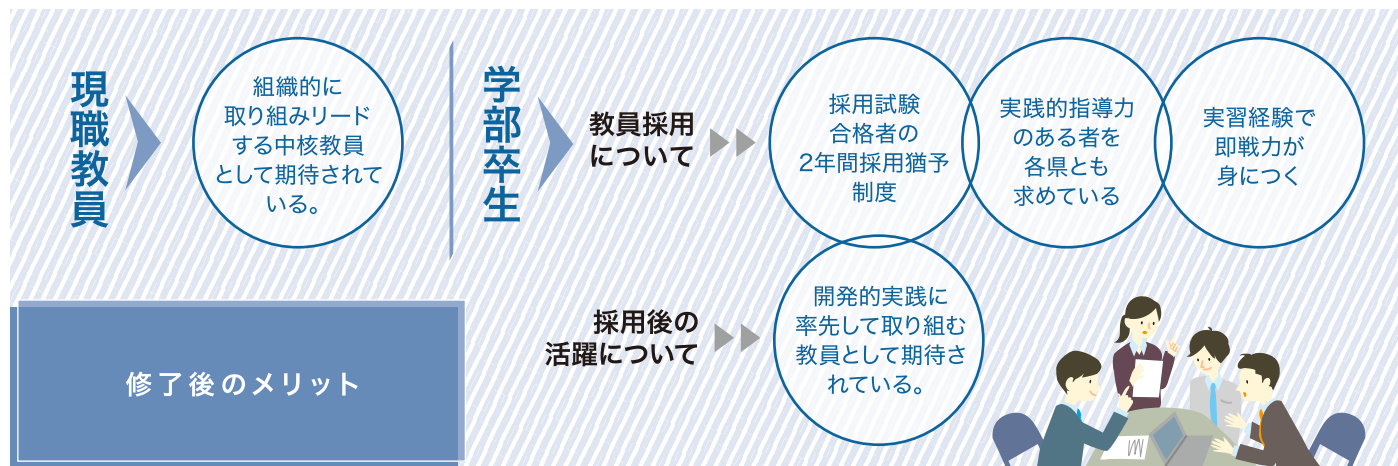 現職教員
組織的に
取り組みリード
する中核教員
として期待されて
いる。
学部卒生
教員採用
について
採用試験
合格者の
2年間採用猶予
制度
実践的指導力
のある者を
各県とも
求めている
実習経験で
即戦力が
身につく
採用後の
活躍について
開発的実践に
率先して取り組む
教員として期待さ
れている。
修了後のメリット